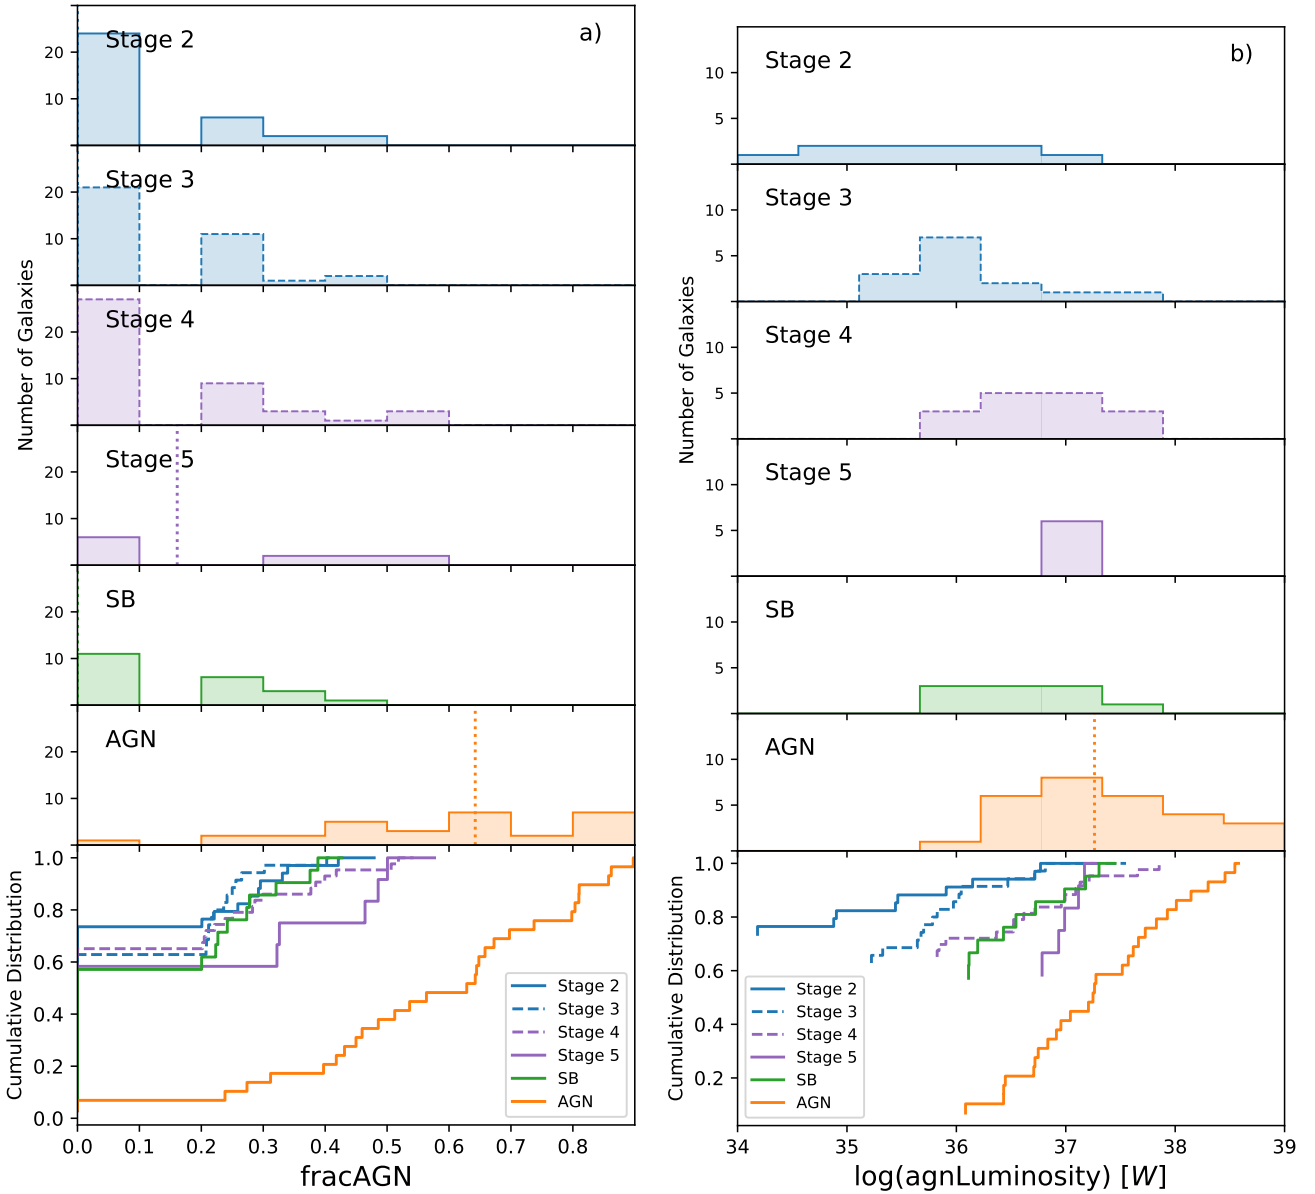 a)
Stage 2
20
10
Stage 3
20
10
Stage 4
20
10
Stage 5
20
10
SB
20
10
AGN
20
10
Number of Galaxies
1.0
0.8
0.6
0.4
0.2
0.0
Cumulative Distribution
Stage 2
Stage 3
Stage 4
Stage 5
SB
AGN
0.0 0.1 0.2 0.3 0.4 0.5 0.6 0.7 0.8
fracAGN
b)
Stage 2
10
5
Stage 3
10
5
Stage 4
10
5
Stage 5
10
5
SB
10
5
AGN
10
5
Number of Galaxies
1.0
0.8
0.6
0.4
0.2
Cumulative Distribution
Stage 2
Stage 3
Stage 4
Stage 5
SB
AGN
34 35 36 37 38 39
log(agnLuminosity) [W]